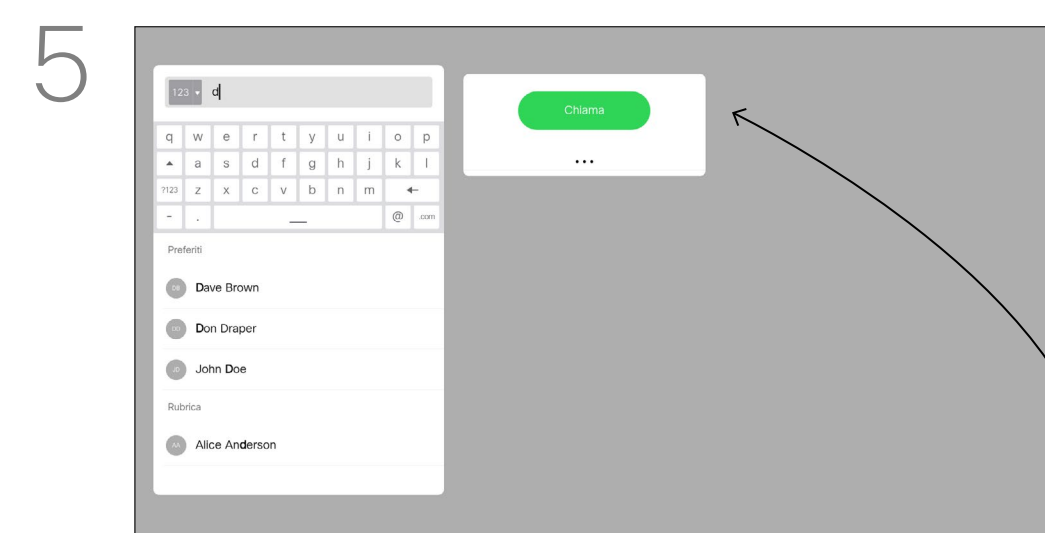 5
123 d
q w e r t y u i o p
a s d f g h j k l
?123 z x c v b n m
- . _ @ .com
Preferiti
DB Dave Brown
DD Don Draper
JD John Doe
Rubrica
AA Alice Anderson
Chiama
...